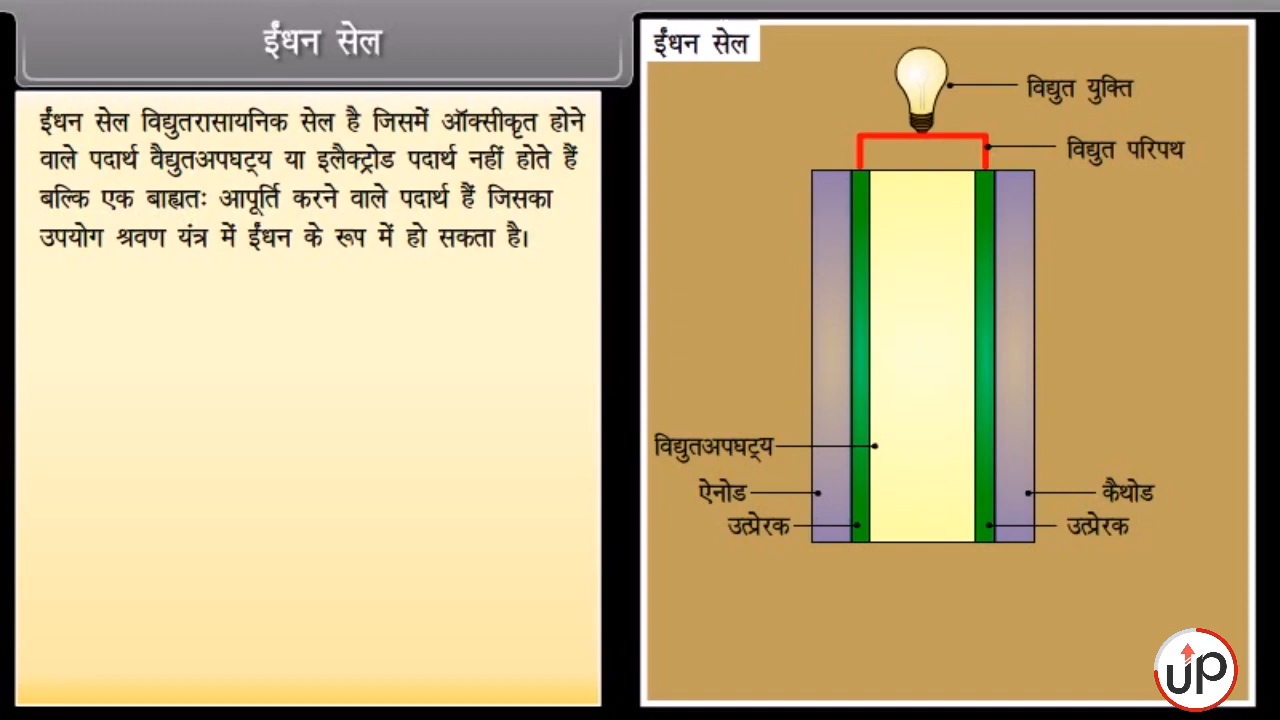 ईंधन सेल
ईंधन सेल विद्युतरासायनिक सेल है जिसमें ऑक्सीकृत होने
वाले पदार्थ वैद्युतअपघट्य या इलैक्ट्रोड पदार्थ नहीं होते हैं
बल्कि एक बाह्यतः आपूर्ति करने वाले पदार्थ हैं जिसका
उपयोग श्रवण यंत्र में ईंधन के रूप में हो सकता है।
ईंधन सेल
विद्युत युक्ति
विद्युत परिपथ
विद्युतअपघट्य
ऐनोड
कैथोड
उत्प्रेरक
उत्प्रेरक
UP